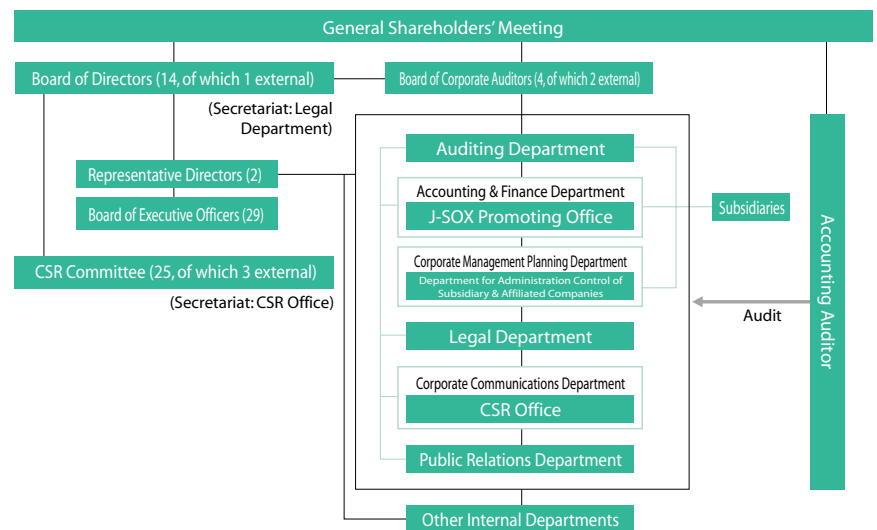 General Shareholders' Meeting
Board of Directors (14, of which 1 external)
Board of Corporate Auditors (4, of which 2 external)
(Secretariat: Legal
Department)
Representative Directors (2)
Board of Executive Officers (29)
CSR Committee (25, of which 3 external)
(Secretariat: CSR Office)
Auditing Department
Accounting & Finance Department
J-SOX Promoting Office
Corporate Management Planning Department
Department for Administration Control of
Subsidiary & Affiliated Companies
Legal Department
Corporate Communications Department
CSR Office
Public Relations Department
Other Internal Departments
Subsidiaries
Audit
Accounting Auditor